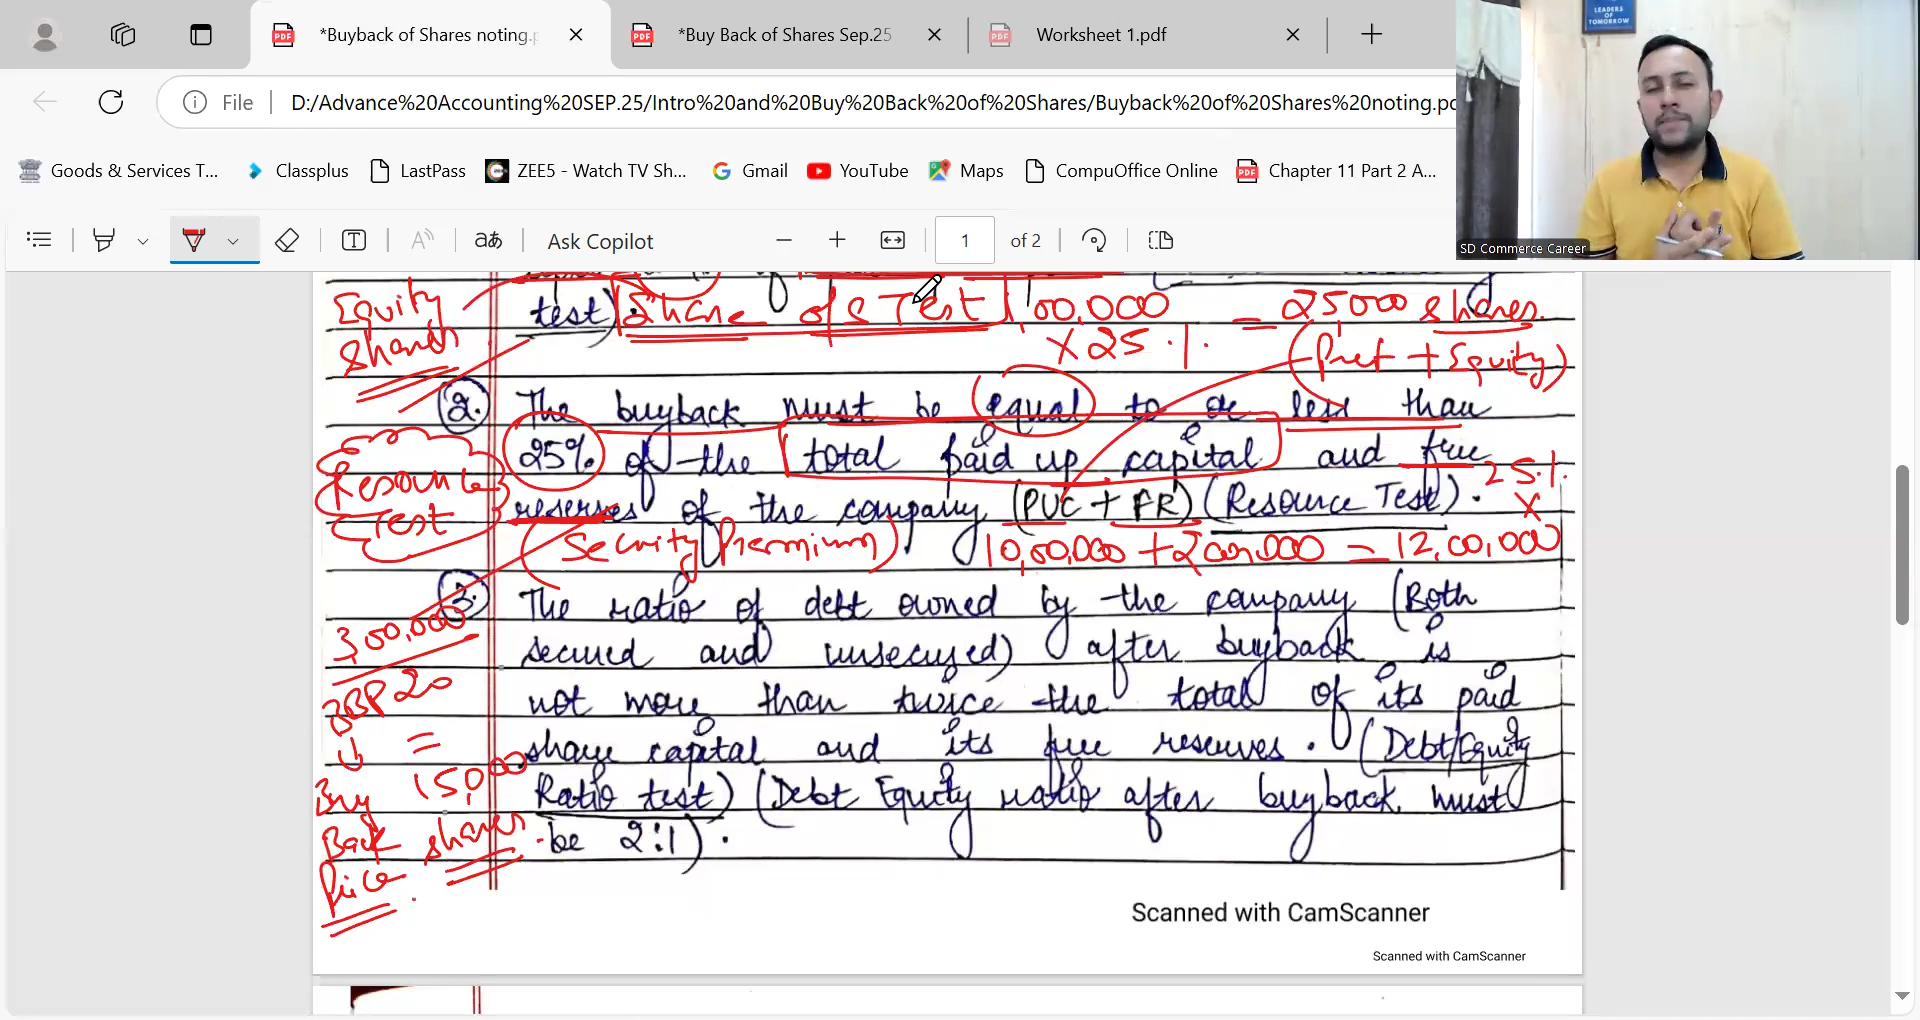 *Buyback of Shares noting.p
*Buy Back of Shares Sep.25
Worksheet 1.pdf
File
D:/Advance%20Accounting%20SEP.25/Intro%20and%20Buy%20Back%20of%20Shares/Buyback%20of%20Shares%20noting.pd
Goods & Services T...
Classplus
LastPass
ZEE5 - Watch TV Sh...
Gmail
YouTube
Maps
CompuOffice Online
Chapter 11 Part 2 A...
LEADERS
OF
TOMORROW
SD Commerce Career
Ask Copilot
1
of 2
Equity
Shares
test). Share o/s Test 1,00,000 = 25000 shares.
× 25 %.
(Pref + Equity)
2. The buyback must be equal to or less than
25% of the total paid up capital and free
reserves of the company (PUC + FR) (Resource Test).
25%.
×
Resource
Test
(Security Premium) 10,00,000 + 200,000 = 12,00,000
3. The ratio of debt owned by the company (Both
secured and unsecured) after buyback is
not more than twice the total of its paid
share capital and its free reserves. (Debt/Equity
Ratio test) (Debt Equity ratio after buyback must
be 2:1).
3,00,000
BBP 20
=
15,000
shares.
Buy
Back
Price.
Scanned with CamScanner
Scanned with CamScanner